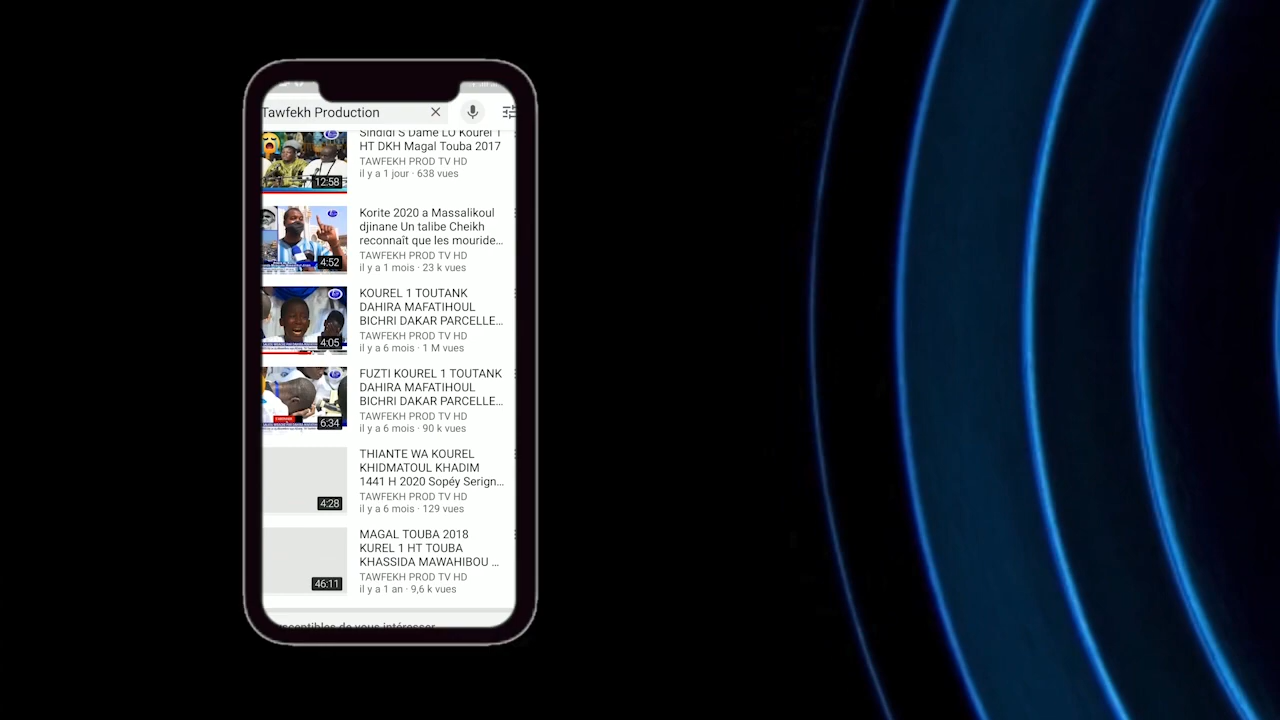 Tawfekh Production
Sindidi S Dame LO Kourel 1
HT DKH Magal Touba 2017
TAWFEKH PROD TV HD
il y a 1 jour · 638 vues
12:58
Korite 2020 a Massalikoul
djinane Un talibe Cheikh
reconnaît que les mouride...
TAWFEKH PROD TV HD
il y a 1 mois · 23 k vues
4:52
KOUREL 1 TOUTANK
DAHIRA MAFATIHOUL
BICHRI DAKAR PARCELLE...
TAWFEKH PROD TV HD
il y a 6 mois · 1 M vues
4:05
FUZTI KOUREL 1 TOUTANK
DAHIRA MAFATIHOUL
BICHRI DAKAR PARCELLE...
TAWFEKH PROD TV HD
il y a 6 mois · 90 k vues
6:34
THIANTE WA KOUREL
KHIDMATOUL KHADIM
1441 H 2020 Sopéy Serign...
TAWFEKH PROD TV HD
il y a 6 mois · 129 vues
4:28
MAGAL TOUBA 2018
KUREL 1 HT TOUBA
KHASSIDA MAWAHIBOU ...
TAWFEKH PROD TV HD
il y a 1 an · 9,6 k vues
46:11
sceptibles de vous intéresser